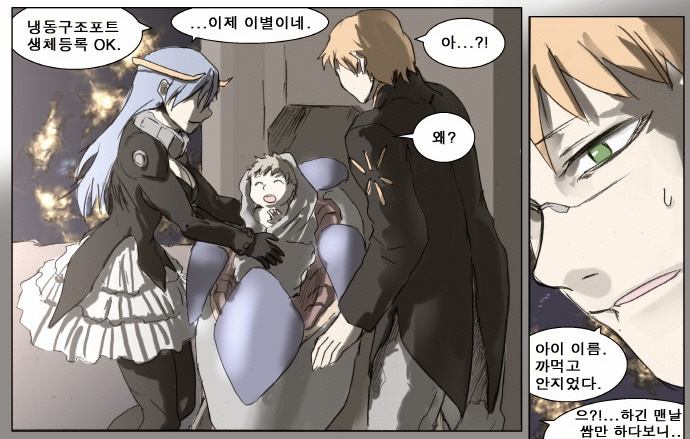 냉동구조포트
생체등록 OK.
...이제 이별이네.
아...?!
왜?
아이 이름.
까먹고
안지었다.
으?!...하긴 맨날
쌈만 하다보니..